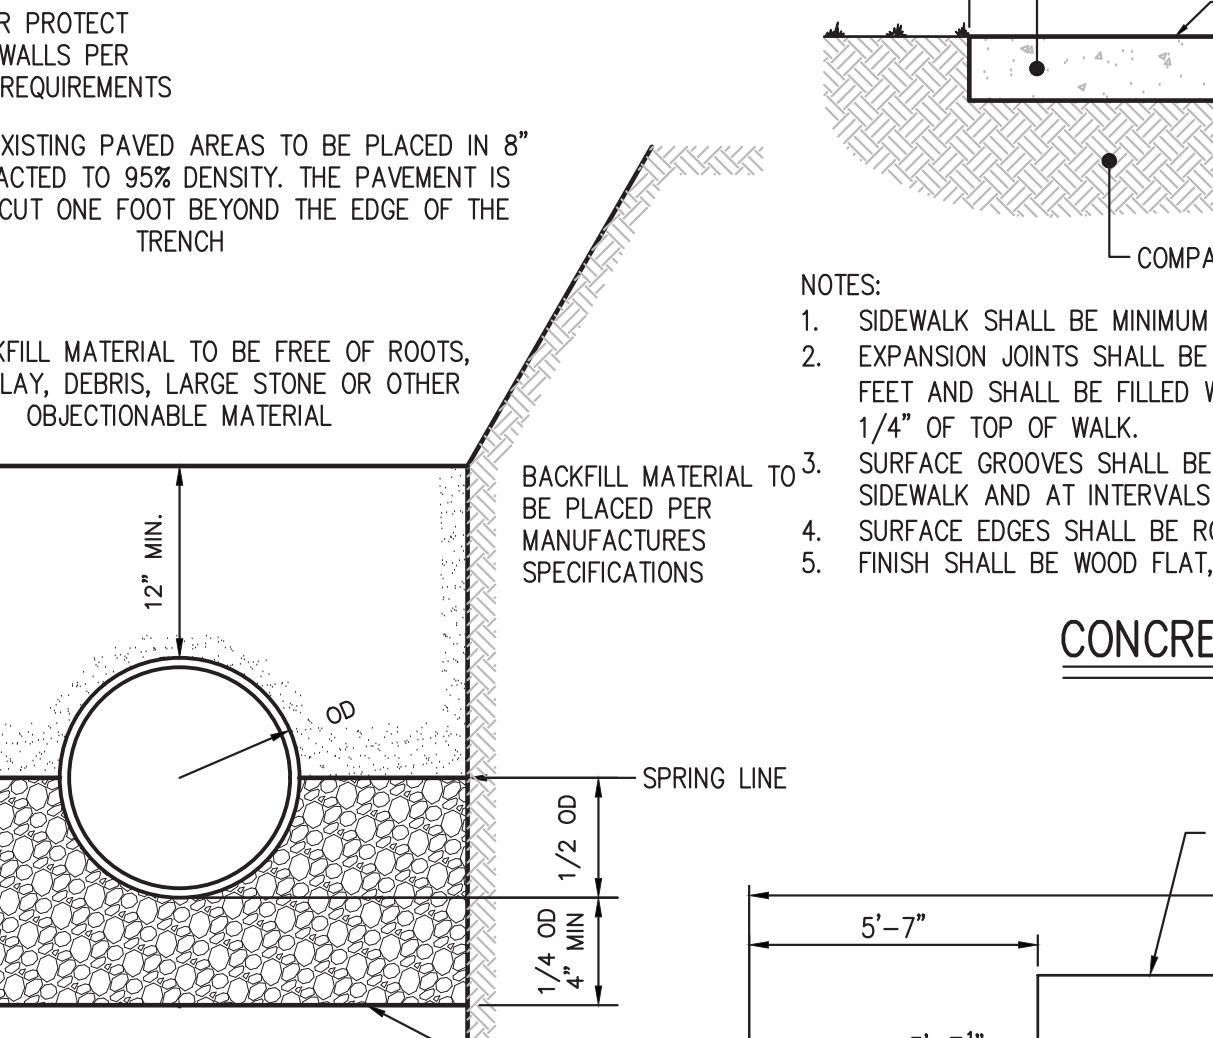 R PROTECT
WALLS PER
REQUIREMENTS
XISTING PAVED AREAS TO BE PLACED IN 8"
ACTED TO 95% DENSITY. THE PAVEMENT IS
CUT ONE FOOT BEYOND THE EDGE OF THE
TRENCH
KFILL MATERIAL TO BE FREE OF ROOTS,
LAY, DEBRIS, LARGE STONE OR OTHER
OBJECTIONABLE MATERIAL
12" MIN.
OD
BACKFILL MATERIAL TO
BE PLACED PER
MANUFACTURES
SPECIFICATIONS
SPRING LINE
1/2 OD
1/4 OD
4" MIN
COMPA
NOTES:
1. SIDEWALK SHALL BE MINIMUM
2. EXPANSION JOINTS SHALL BE
FEET AND SHALL BE FILLED W
1/4" OF TOP OF WALK.
3. SURFACE GROOVES SHALL BE
SIDEWALK AND AT INTERVALS
4. SURFACE EDGES SHALL BE RO
5. FINISH SHALL BE WOOD FLAT,
CONCRE
5'-7"